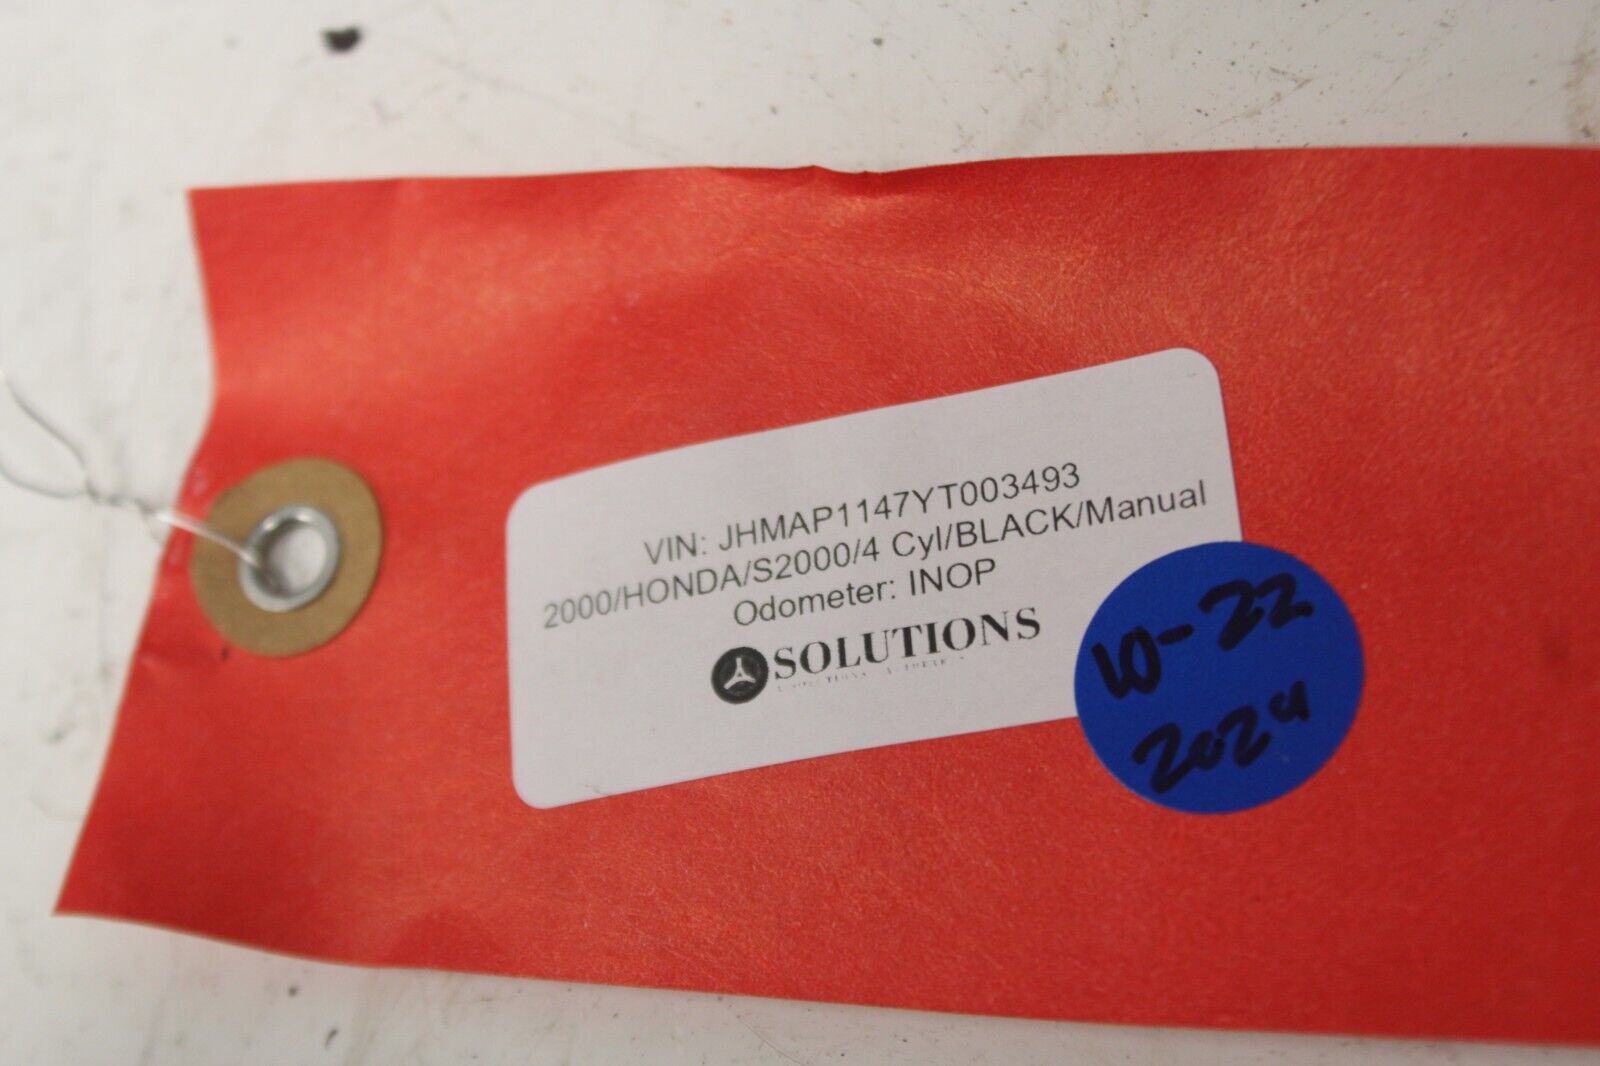 VIN: JHMAP1147YT003493
2000/HONDA/S2000/4 Cyl/BLACK/Manual
Odometer: INOP
SOLUTIONS
10-22
2024